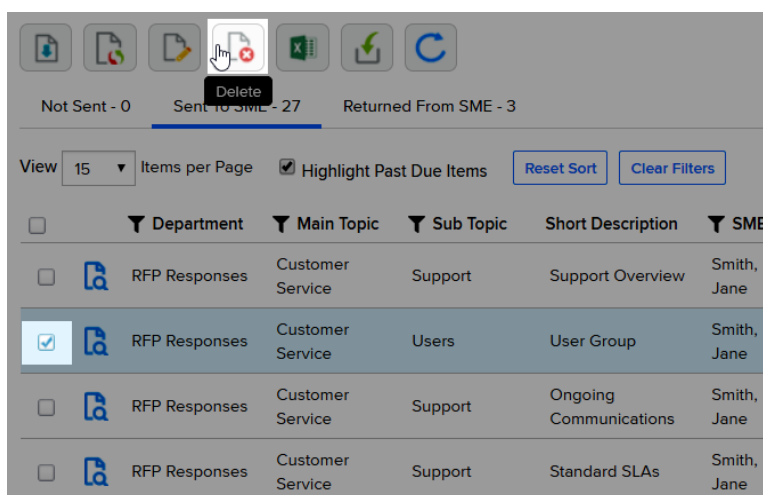 Delete
Not Sent - 0 Sent To SME - 27 Returned From SME - 3
View 15 Items per Page Highlight Past Due Items Reset Sort Clear Filters
Department Main Topic Sub Topic Short Description SME
RFP Responses Customer Service Support Support Overview Smith, Jane
RFP Responses Customer Service Users User Group Smith, Jane
RFP Responses Customer Service Support Ongoing Communications Smith, Jane
RFP Responses Customer Service Support Standard SLAs Smith, Jane